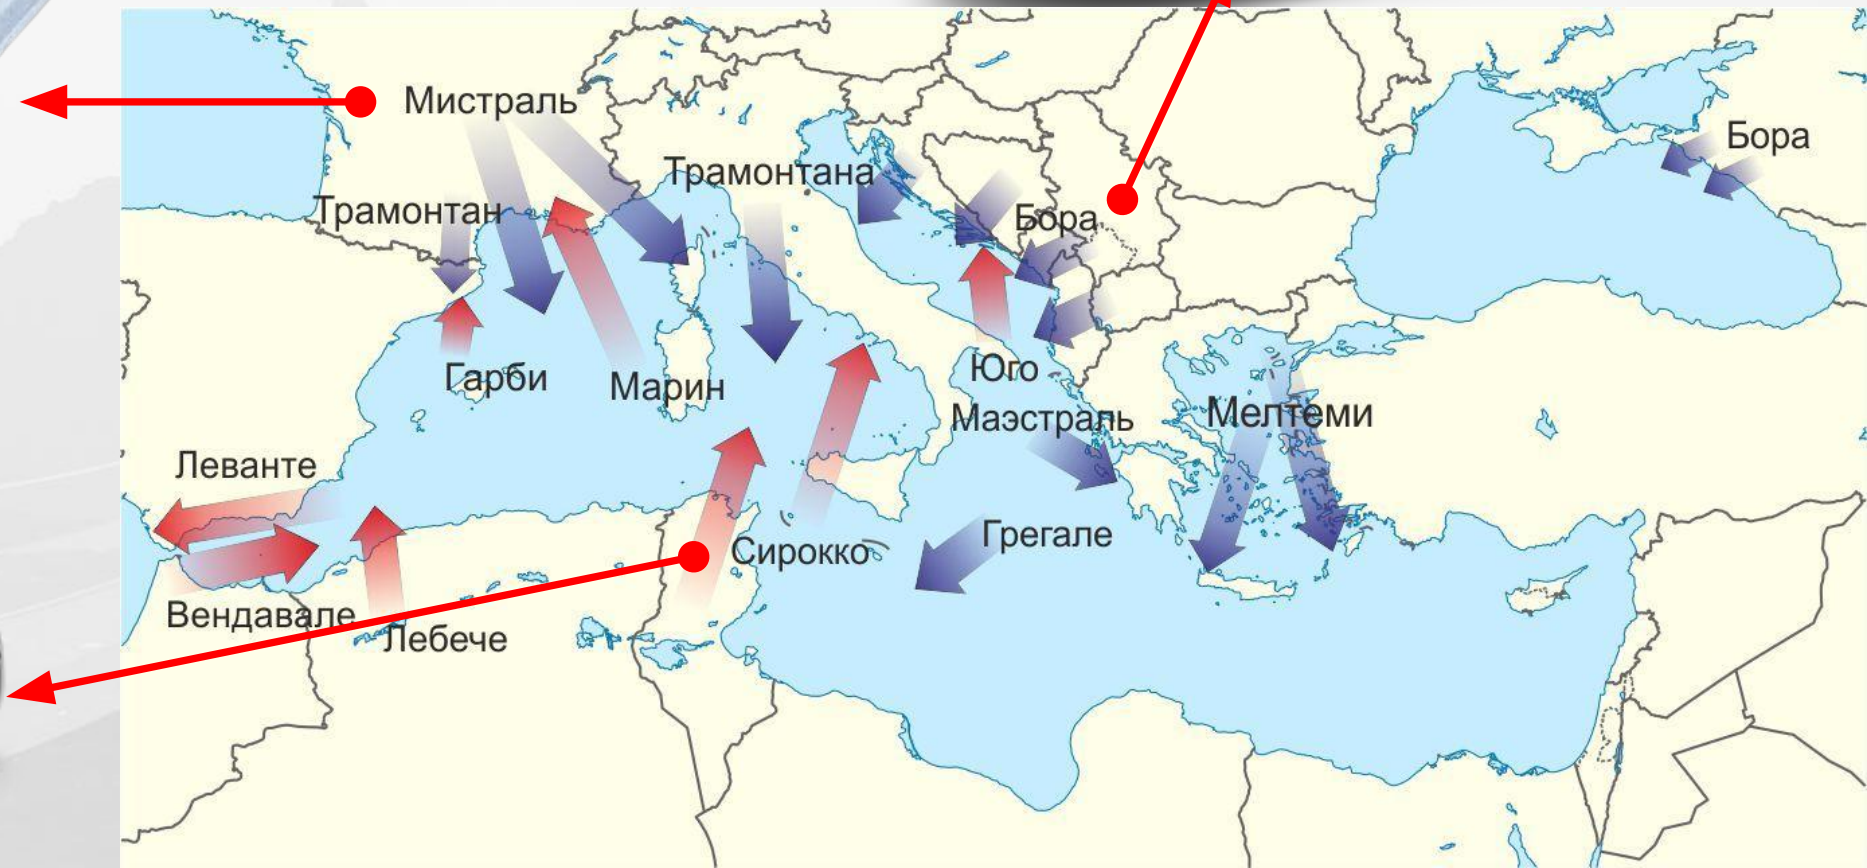 Мистраль
Бора
Трамонтана
Трамонтан
Бора
Юго
Гарби
Марин
Маэстраль
Мелтеми
Леванте
Грегале
Сирокко
Вендавале
Лебече